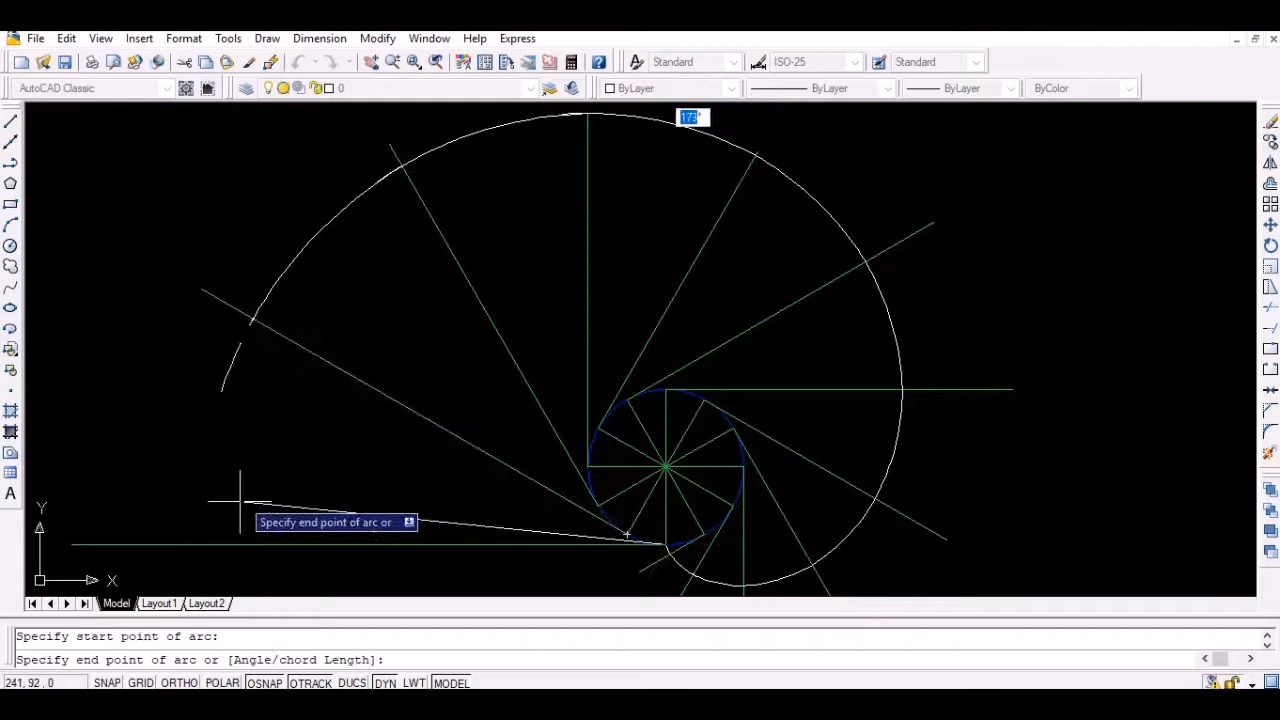 File Edit View Insert Format Tools Draw Dimension Modify Window Help Express
Standard ISO-25 Standard
AutoCAD Classic 0 ByLayer ByLayer ByLayer ByColor
173°
Specify end point of arc or
Y
X
A
Model Layout1 Layout2
Specify start point of arc:
Specify end point of arc or [Angle/chord Length]:
241, 92, 0 SNAP GRID ORTHO POLAR OSNAP OTRACK DUCS DYN LWT MODEL